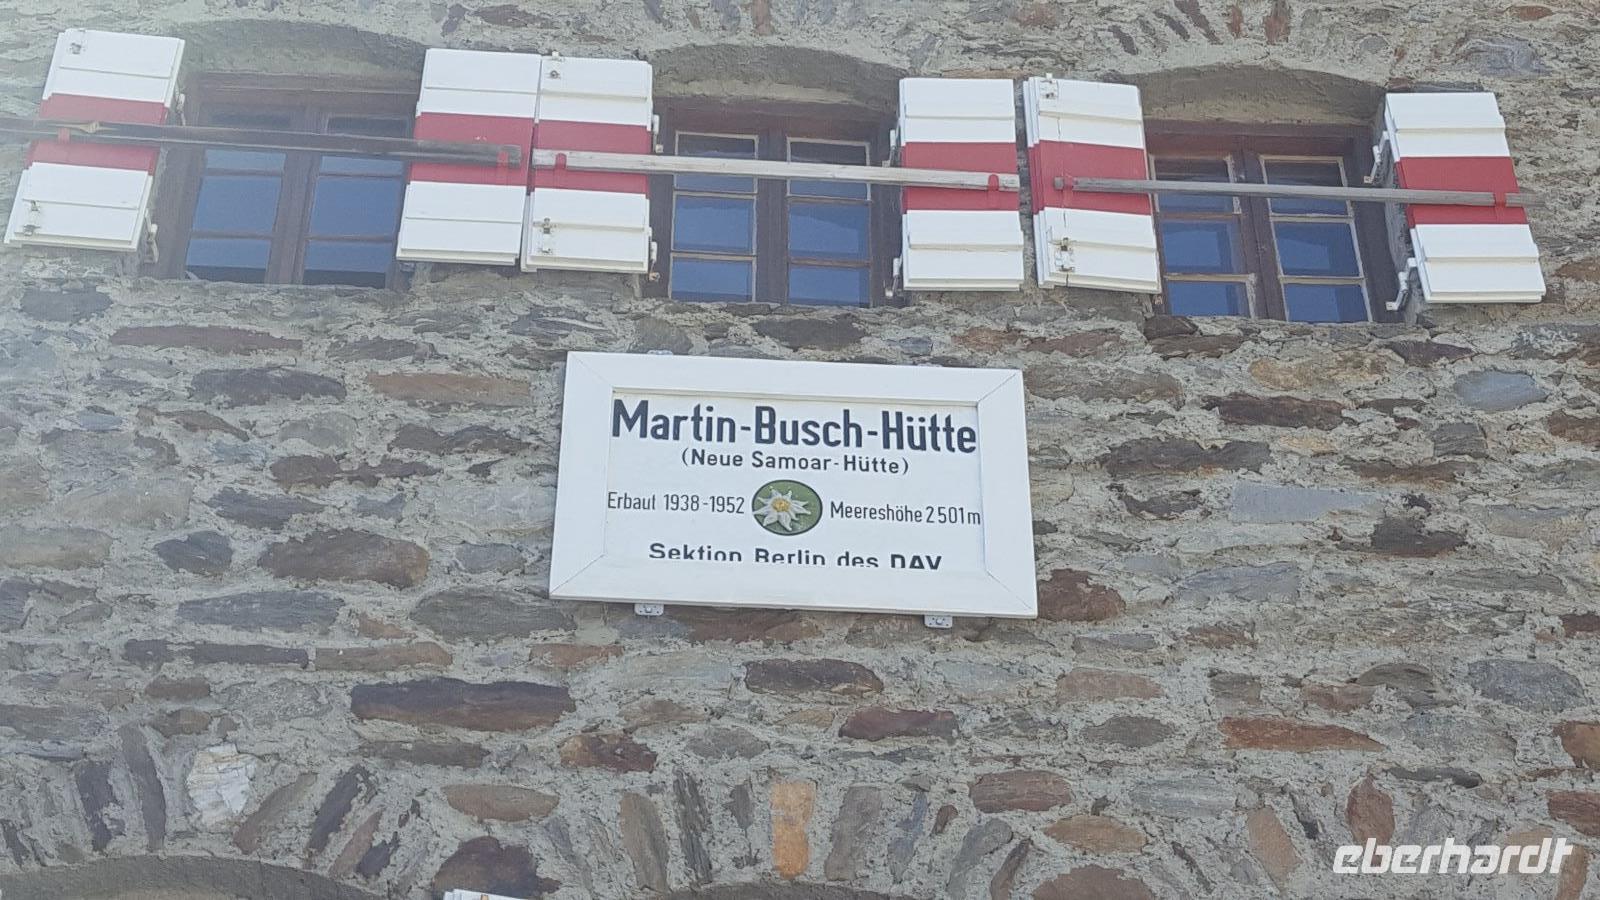 Martin-Busch-Hütte
(Neue Samoar-Hütte)
Erbaut 1938-1952 Meereshöhe 2501m
Sektion Berlin des DAV
eberhardt